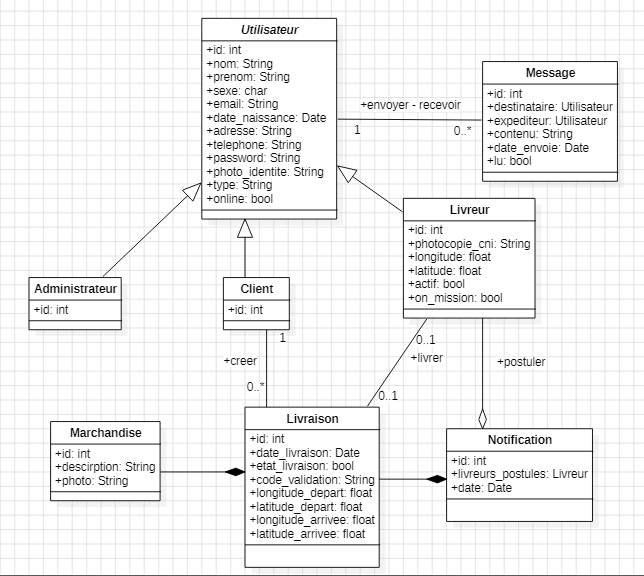 Utilisateur
+id: int
+nom: String
+prenom: String
+sexe: char
+email: String
+date_naissance: Date
+adresse: String
+telephone: String
+password: String
+photo_identite: String
+type: String
+online: bool
+envoyer - recevoir
1
0..*
Message
+id: int
+destinataire: Utilisateur
+expediteur: Utilisateur
+contenu: String
+date_envoie: Date
+lu: bool
Livreur
+id: int
+photocopie_cni: String
+longitude: float
+latitude: float
+actif: bool
+on_mission: bool
Administrateur
+id: int
Client
+id: int
1
+creer
0..*
0..1
+livrer
0..1
+postuler
Marchandise
+id: int
+descirption: String
+photo: String
Livraison
+id: int
+date_livraison: Date
+etat_livraison: bool
+code_validation: String
+longitude_depart: float
+latitude_depart: float
+longitude_arrivee: float
+latitude_arrivee: float
Notification
+id: int
+livreurs_postules: Livreur
+date: Date